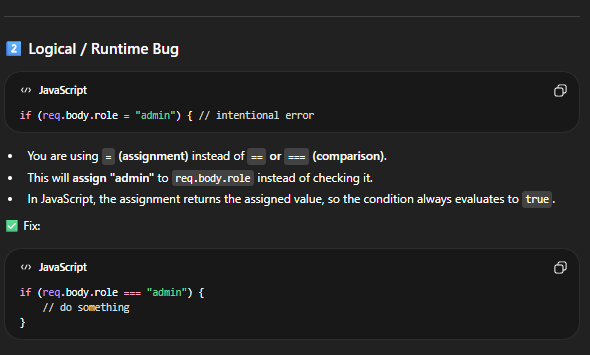 2 Logical / Runtime Bug
</> JavaScript
if (req.body.role = "admin") { // intentional error
• You are using = (assignment) instead of == or === (comparison).
• This will assign "admin" to req.body.role instead of checking it.
• In JavaScript, the assignment returns the assigned value, so the condition always evaluates to true.
✅ Fix:
</> JavaScript
if (req.body.role === "admin") {
    // do something
}